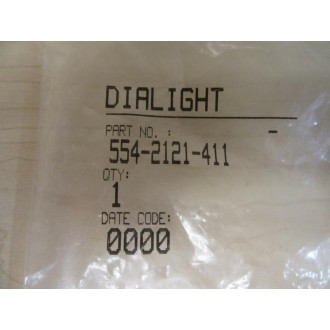 DIALIGHT
PART NO. : -
554-2121-411
QTY:
1
DATE CODE:
0000